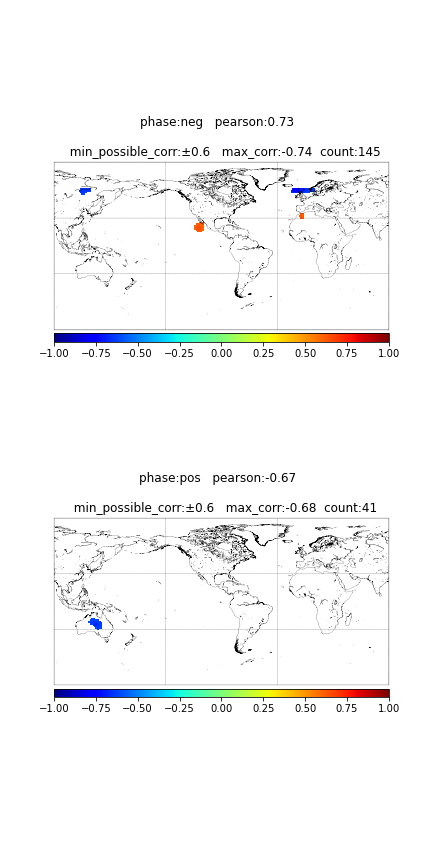 phase:neg   pearson:0.73
min_possible_corr:±0.6   max_corr:-0.74  count:145
−1.00 −0.75 −0.50 −0.25 0.00 0.25 0.50 0.75 1.00
phase:pos   pearson:-0.67
min_possible_corr:±0.6   max_corr:-0.68  count:41
−1.00 −0.75 −0.50 −0.25 0.00 0.25 0.50 0.75 1.00